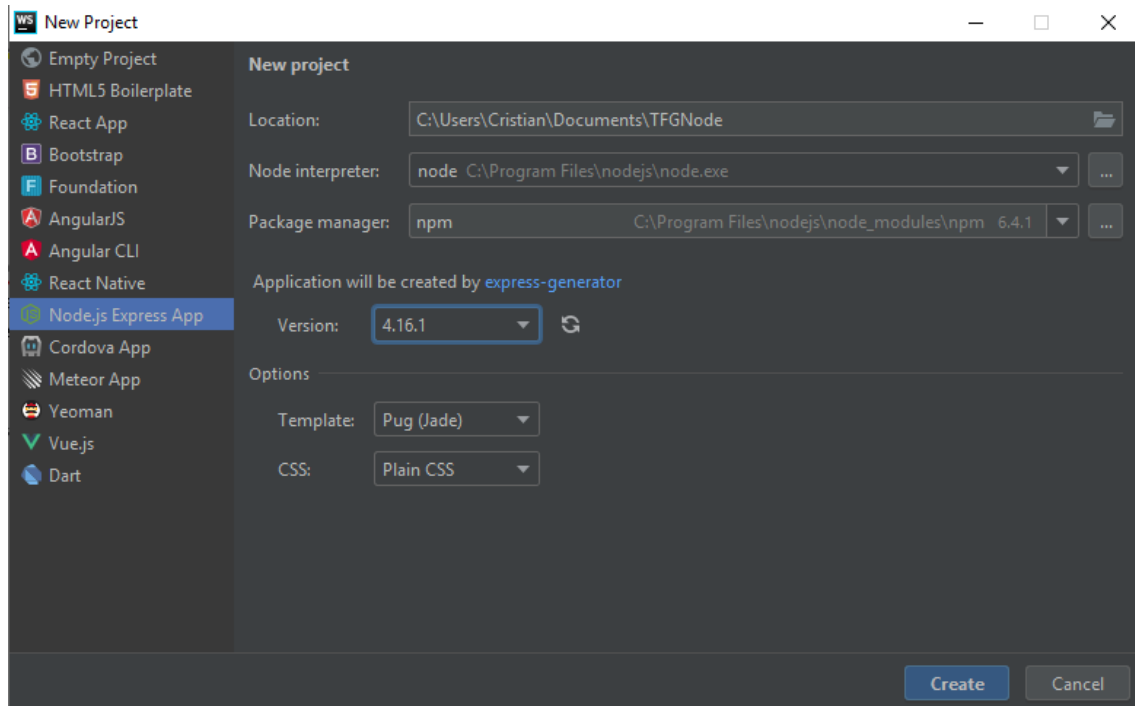 WS New Project
Empty Project
HTML5 Boilerplate
React App
Bootstrap
Foundation
AngularJS
Angular CLI
React Native
Node.js Express App
Cordova App
Meteor App
Yeoman
Vue.js
Dart
New project
Location: C:\Users\Cristian\Documents\TFGNode
Node interpreter: node C:\Program Files\nodejs\node.exe ...
Package manager: npm C:\Program Files\nodejs\node_modules\npm 6.4.1 ...
Application will be created by express-generator
Version: 4.16.1
Options
Template: Pug (Jade)
CSS: Plain CSS
Create Cancel